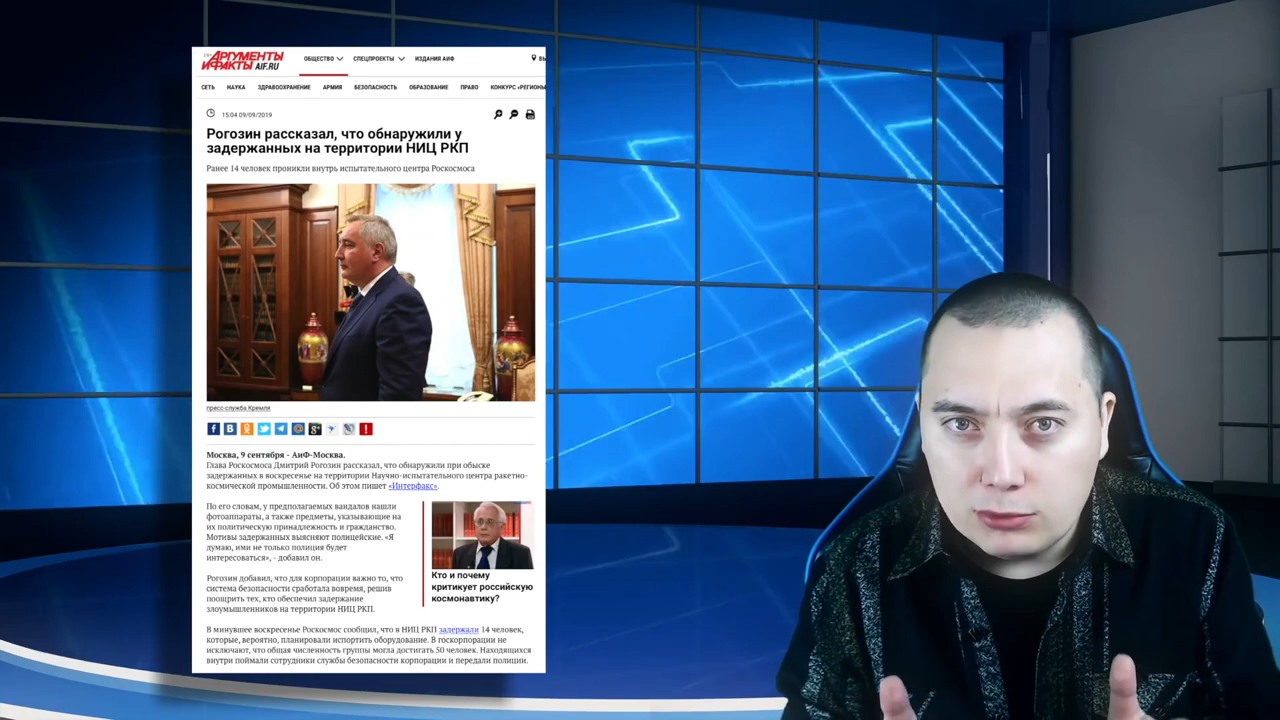 16+
АРГУМЕНТЫ
И ФАКТЫ AIF.RU
ОБЩЕСТВО СПЕЦПРОЕКТЫ ИЗДАНИЯ АИФ
СЕТЬ НАУКА ЗДРАВООХРАНЕНИЕ АРМИЯ БЕЗОПАСНОСТЬ ОБРАЗОВАНИЕ ПРАВО КОНКУРС «РЕГИОНЫ
15:04 09/09/2019
Рогозин рассказал, что обнаружили у
задержанных на территории НИЦ РКП
Ранее 14 человек проникли внутрь испытательного центра Роскосмоса
пресс-служба Кремля
Москва, 9 сентября - АиФ-Москва.
Глава Роскосмоса Дмитрий Рогозин рассказал, что обнаружили при обыске
задержанных в воскресенье на территории Научно-испытательного центра ракетно-
космической промышленности. Об этом пишет «Интерфакс».
По его словам, у предполагаемых вандалов нашли
фотоаппараты, а также предметы, указывающие на
их политическую принадлежность и гражданство.
Мотивы задержанных выясняют полицейские. «Я
думаю, ими не только полиция будет
интересоваться», - добавил он.
Рогозин добавил, что для корпорации важно то, что
система безопасности сработала вовремя, решив
поощрить тех, кто обеспечил задержание
злоумышленников на территории НИЦ РКП.
Кто и почему
критикует российскую
космонавтику?
В минувшее воскресенье Роскосмос сообщил, что в НИЦ РКП задержали 14 человек,
которые, вероятно, планировали испортить оборудование. В госкорпорации не
исключают, что общая численность группы могла достигать 50 человек. Находящихся
внутри поймали сотрудники службы безопасности корпорации и передали полиции.